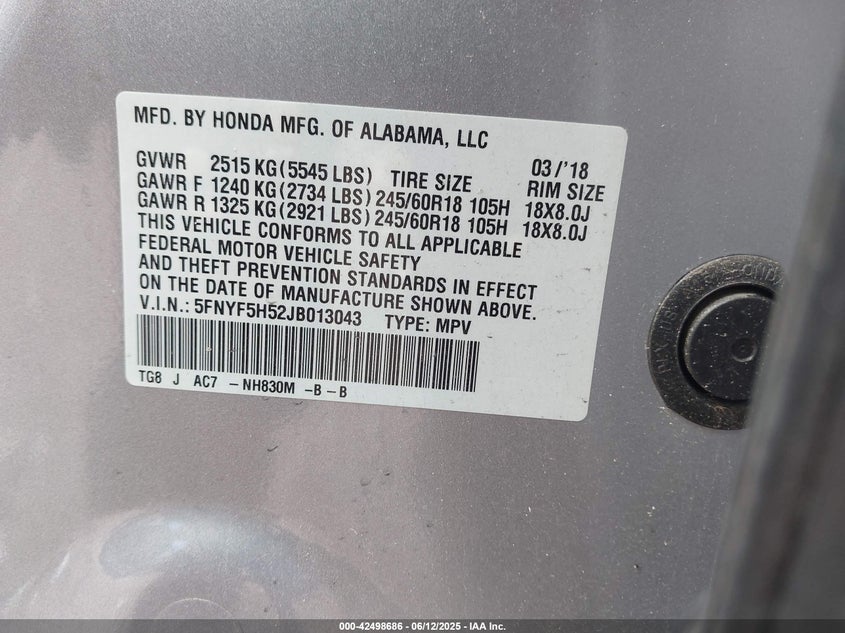 MFD. BY HONDA MFG. OF ALABAMA, LLC
GVWR 2515 KG(5545 LBS) TIRE SIZE 03/'18 RIM SIZE
GAWR F 1240 KG(2734 LBS) 245/60R18 105H 18X8.0J
GAWR R 1325 KG(2921 LBS) 245/60R18 105H 18X8.0J
THIS VEHICLE CONFORMS TO ALL APPLICABLE
FEDERAL MOTOR VEHICLE SAFETY
AND THEFT PREVENTION STANDARDS IN EFFECT
ON THE DATE OF MANUFACTURE SHOWN ABOVE.
V.I.N.: 5FNYF5H52JB013043 TYPE: MPV
TG8 J AC7 -NH830M -B-B
000-42498686 - 06/12/2025 - IAA Inc.